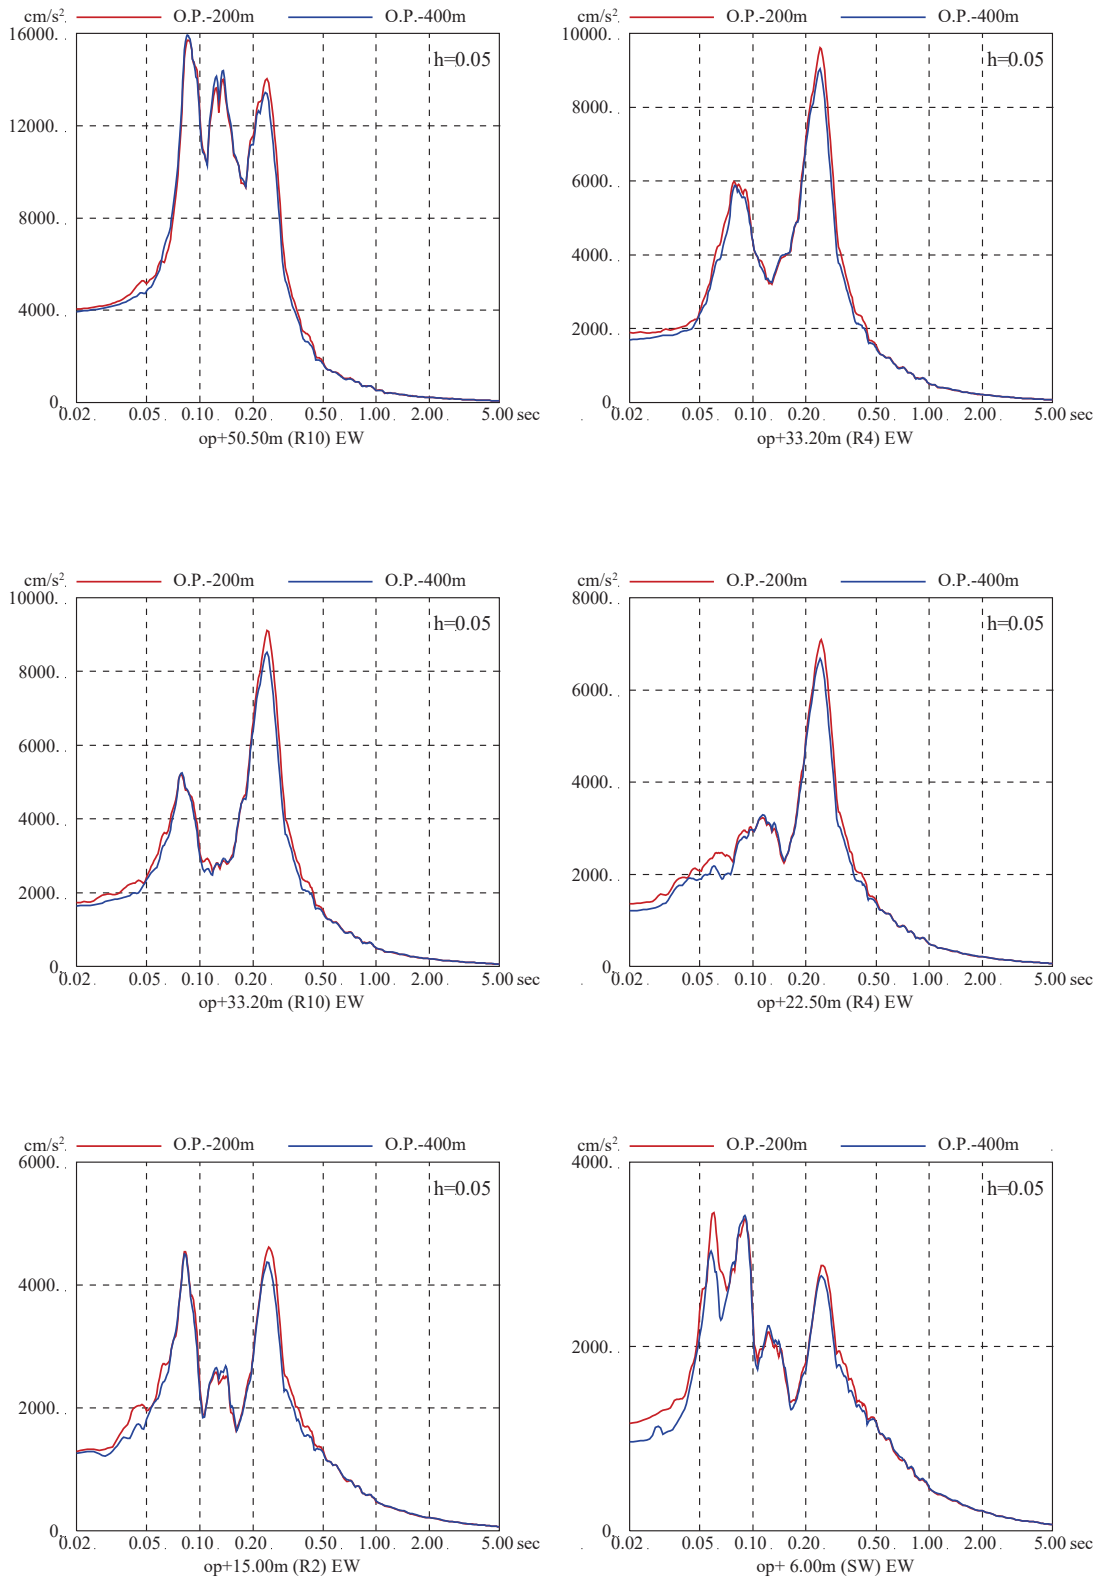 cm/s² O.P.-200m O.P.-400m
16000.
h=0.05
12000.
8000.
4000.
0.
0.02 0.05 0.10 0.20 0.50 1.00 2.00 5.00 sec
op+50.50m (R10) EW
cm/s² O.P.-200m O.P.-400m
10000.
h=0.05
8000.
6000.
4000.
2000.
0.
0.02 0.05 0.10 0.20 0.50 1.00 2.00 5.00 sec
op+33.20m (R4) EW
cm/s² O.P.-200m O.P.-400m
10000.
h=0.05
8000.
6000.
4000.
2000.
0.
0.02 0.05 0.10 0.20 0.50 1.00 2.00 5.00 sec
op+33.20m (R10) EW
cm/s² O.P.-200m O.P.-400m
8000.
h=0.05
6000.
4000.
2000.
0.
0.02 0.05 0.10 0.20 0.50 1.00 2.00 5.00 sec
op+22.50m (R4) EW
cm/s² O.P.-200m O.P.-400m
6000.
h=0.05
4000.
2000.
0.
0.02 0.05 0.10 0.20 0.50 1.00 2.00 5.00 sec
op+15.00m (R2) EW
cm/s² O.P.-200m O.P.-400m
4000.
h=0.05
2000.
0.
0.02 0.05 0.10 0.20 0.50 1.00 2.00 5.00 sec
op+ 6.00m (SW) EW